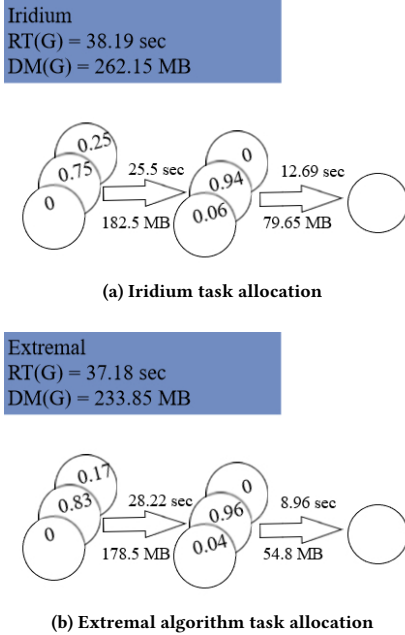 Iridium
RT(G) = 38.19 sec
DM(G) = 262.15 MB
0.25
0.75
0
25.5 sec
182.5 MB
0
0.94
0.06
12.69 sec
79.65 MB
(a) Iridium task allocation
Extremal
RT(G) = 37.18 sec
DM(G) = 233.85 MB
0.17
0.83
0
28.22 sec
178.5 MB
0
0.96
0.04
8.96 sec
54.8 MB
(b) Extremal algorithm task allocation